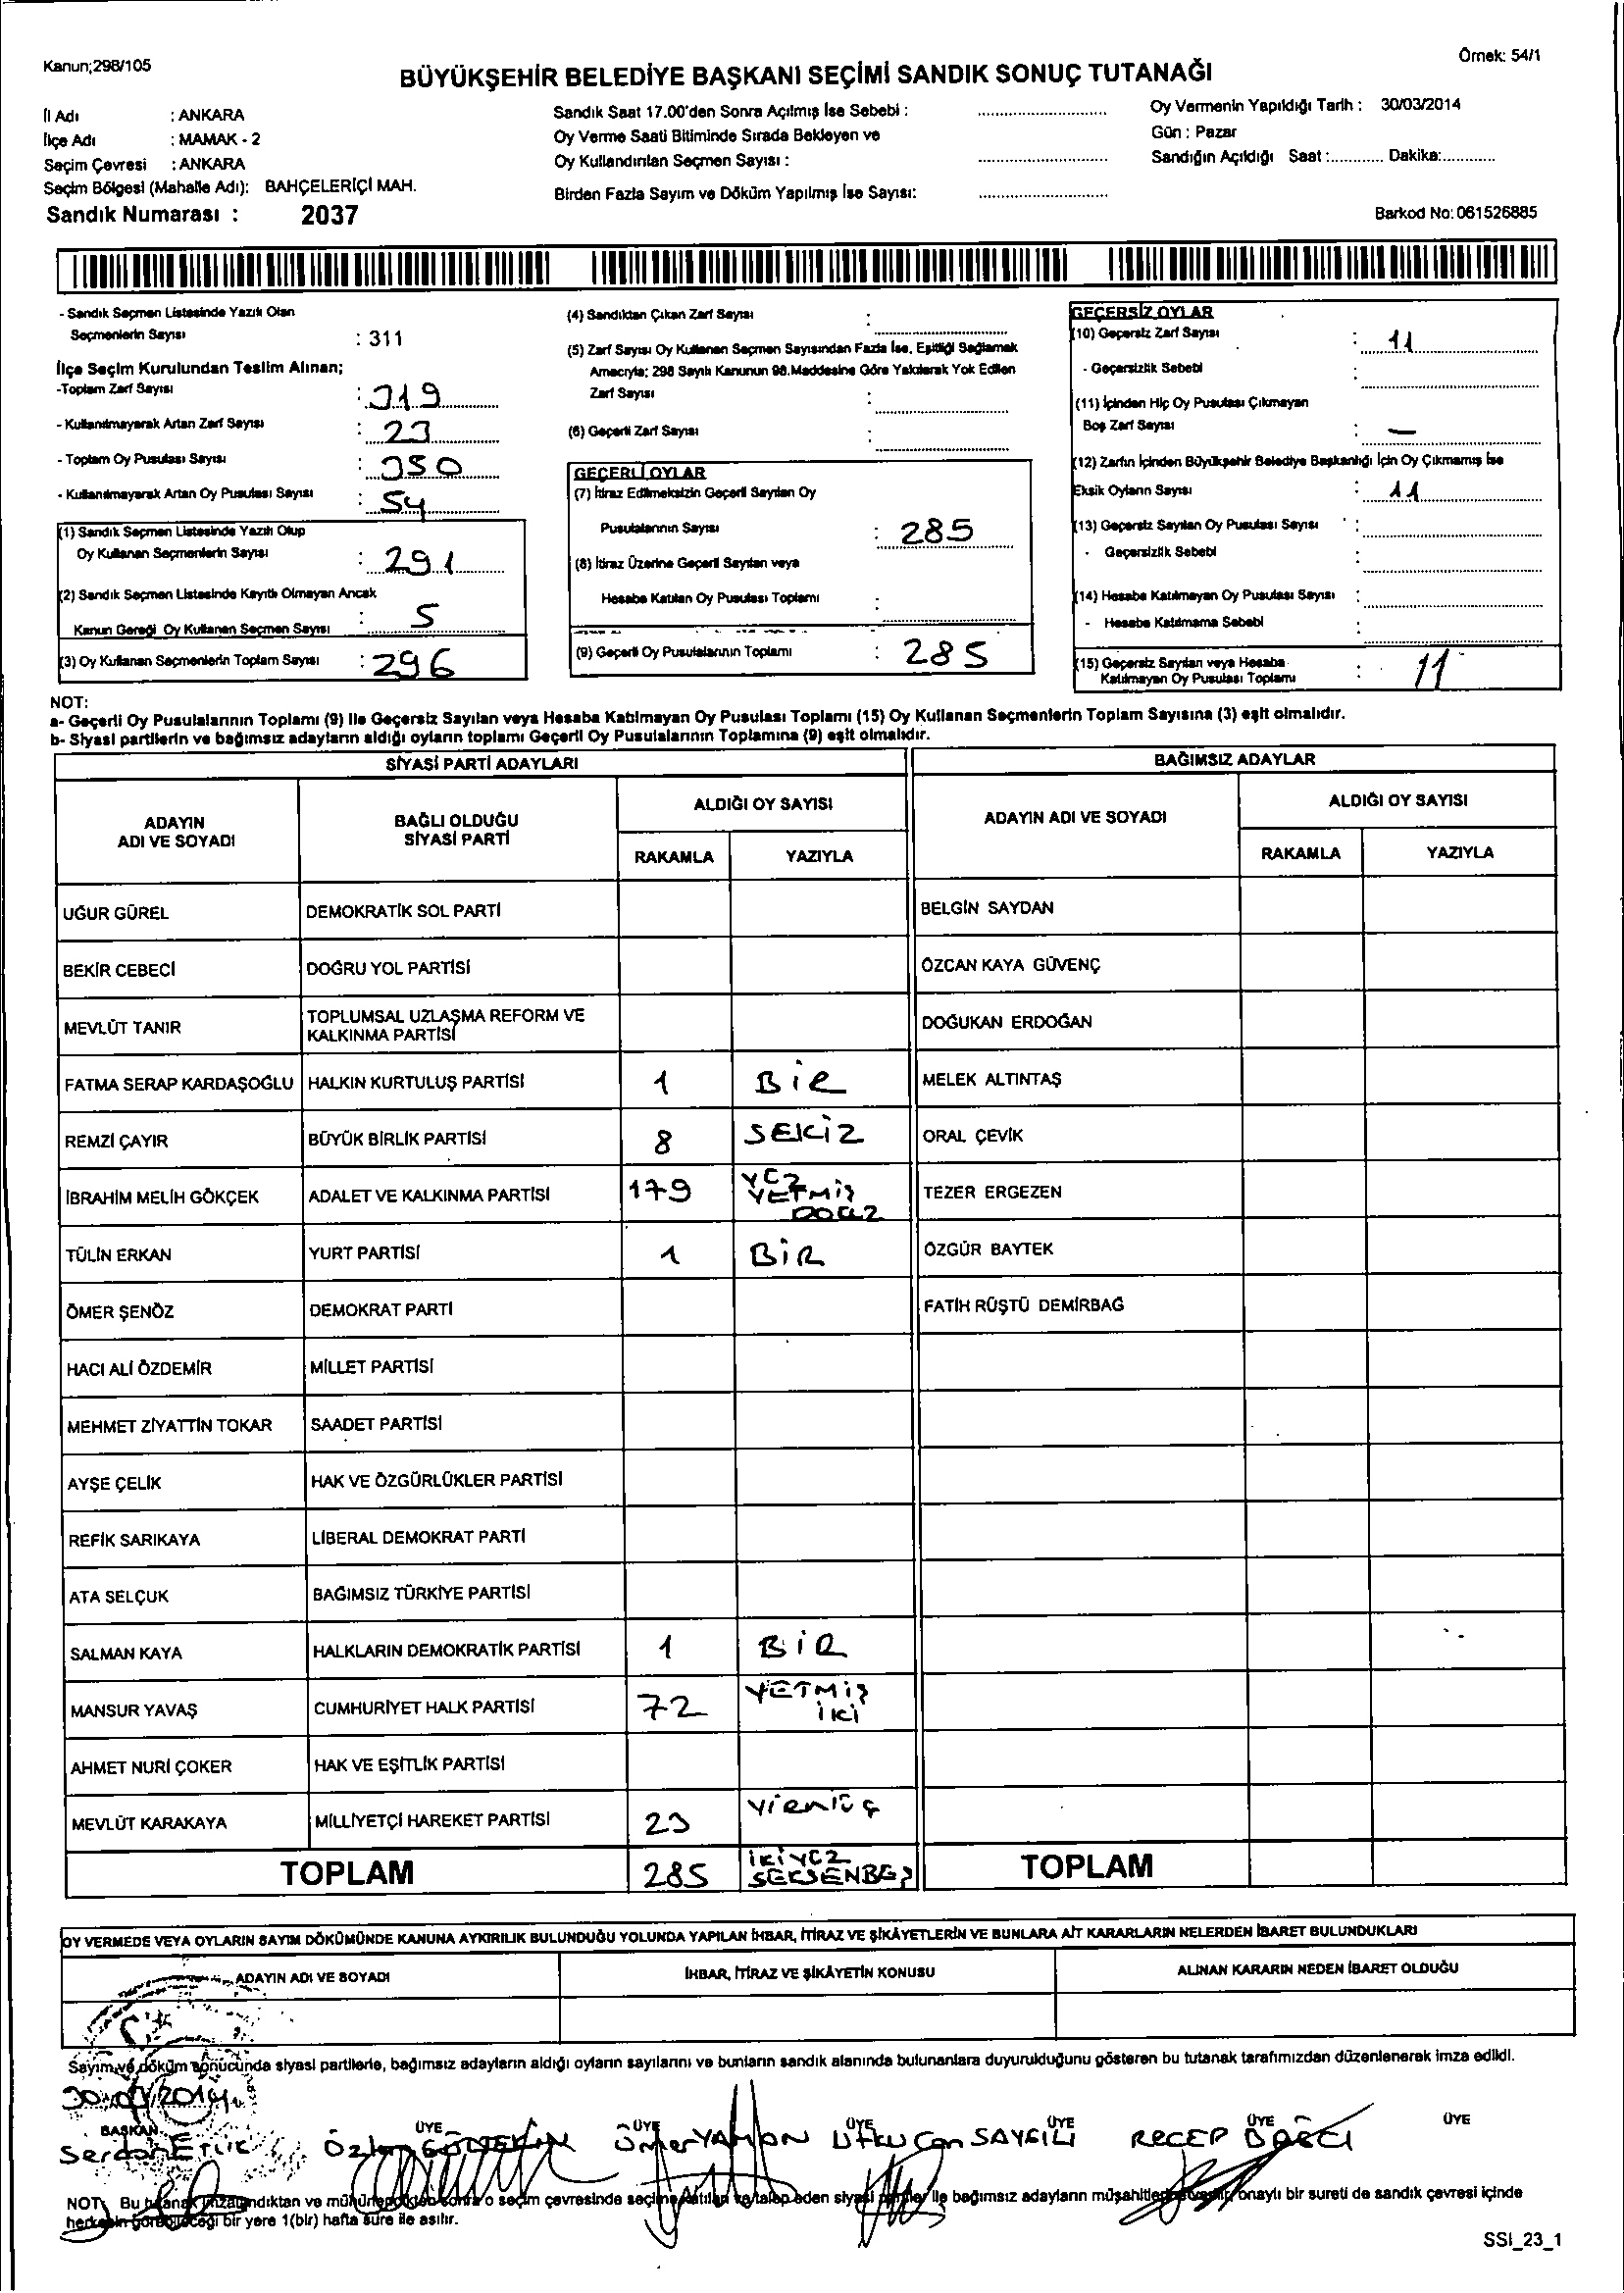 Kanun;298/105
Örnek: 54/1
BÜYÜKŞEHİR BELEDİYE BAŞKANI SEÇİMİ SANDIK SONUÇ TUTANAĞI
İl Adı : ANKARA
İlçe Adı : MAMAK - 2
Seçim Çevresi : ANKARA
Seçim Bölgesi (Mahalle Adı): BAHÇELERİÇİ MAH.
Sandık Numarası : 2037
Sandık Saat 17.00'den Sonra Açılmış İse Sebebi :
Oy Verme Saati Bitiminde Sırada Bekleyen ve
Oy Kullandırılan Seçmen Sayısı :
Birden Fazla Sayım ve Döküm Yapılmış İse Sayısı:
Oy Vermenin Yapıldığı Tarih : 30/03/2014
Gün : Pazar
Sandığın Açıldığı Saat :............ Dakika:............
Barkod No: 061526885
- Sandık Seçmen Listesinde Yazılı Olan
Seçmenlerin Sayısı : 311
İlçe Seçim Kurulundan Teslim Alınan;
-Toplam Zarf Sayısı : 319
- Kullanılmayarak Artan Zarf Sayısı : 23
- Toplam Oy Pusulası Sayısı : 350
- Kullanılmayarak Artan Oy Pusulası Sayısı : 54
(1) Sandık Seçmen Listesinde Yazılı Olup
Oy Kullanan Seçmenlerin Sayısı : 291
(2) Sandık Seçmen Listesinde Kayıtlı Olmayan Ancak
Kanun Gereği Oy Kullanan Seçmen Sayısı : 5
(3) Oy Kullanan Seçmenlerin Toplam Sayısı : 296
(4) Sandıktan Çıkan Zarf Sayısı :
(5) Zarf Sayısı Oy Kullanan Seçmen Sayısından Fazla İse, Eşitliği Sağlamak
Amacıyla; 298 Sayılı Kanunun 98.Maddesine Göre Yakılarak Yok Edilen
Zarf Sayısı :
(6) Geçerli Zarf Sayısı :
GEÇERLİ OYLAR
(7) İtiraz Edilmeksizin Geçerli Sayılan Oy
Pusulalarının Sayısı : 285
(8) İtiraz Üzerine Geçerli Sayılan veya
Hesaba Katılan Oy Pusulası Toplamı :
(9) Geçerli Oy Pusulalarının Toplamı : 285
GEÇERSİZ OYLAR
(10) Geçersiz Zarf Sayısı : 11
- Geçersizlik Sebebi :
(11) İçinden Hiç Oy Pusulası Çıkmayan
Boş Zarf Sayısı : —
(12) Zarfın İçinden Büyükşehir Belediye Başkanlığı İçin Oy Çıkmamış İse
Eksik Oyların Sayısı : 11
(13) Geçersiz Sayılan Oy Pusulası Sayısı :
- Geçersizlik Sebebi :
(14) Hesaba Katılmayan Oy Pusulası Sayısı :
- Hesaba Katılmama Sebebi :
(15) Geçersiz Sayılan veya Hesaba
Katılmayan Oy Pusulası Toplamı : 11
NOT:
a- Geçerli Oy Pusulalarının Toplamı (9) İle Geçersiz Sayılan veya Hesaba Katılmayan Oy Pusulası Toplamı (15) Oy Kullanan Seçmenlerin Toplam Sayısına (3) eşit olmalıdır.
b- Siyasi partilerin ve bağımsız adayların aldığı oyların toplamı Geçerli Oy Pusulalarının Toplamına (9) eşit olmalıdır.
SİYASİ PARTİ ADAYLARI
BAĞIMSIZ ADAYLAR
ADAYIN
ADI VE SOYADI
BAĞLI OLDUĞU
SİYASİ PARTİ
ALDIĞI OY SAYISI
RAKAMLA YAZIYLA
ADAYIN ADI VE SOYADI
ALDIĞI OY SAYISI
RAKAMLA YAZIYLA
UĞUR GÜREL DEMOKRATİK SOL PARTİ BELGİN SAYDAN
BEKİR CEBECİ DOĞRU YOL PARTİSİ ÖZCAN KAYA GÜVENÇ
MEVLÜT TANIR TOPLUMSAL UZLAŞMA REFORM VE
KALKINMA PARTİSİ DOĞUKAN ERDOĞAN
FATMA SERAP KARDAŞOĞLU HALKIN KURTULUŞ PARTİSİ 1 BİR MELEK ALTINTAŞ
REMZİ ÇAYIR BÜYÜK BİRLİK PARTİSİ 8 SEKİZ ORAL ÇEVİK
İBRAHİM MELİH GÖKÇEK ADALET VE KALKINMA PARTİSİ 179 YÜZ YETMİŞ DOKUZ TEZER ERGEZEN
TÜLİN ERKAN YURT PARTİSİ 1 BİR ÖZGÜR BAYTEK
ÖMER ŞENÖZ DEMOKRAT PARTİ FATİH RÜŞTÜ DEMİRBAĞ
HACI ALİ ÖZDEMİR MİLLET PARTİSİ
MEHMET ZİYATTİN TOKAR SAADET PARTİSİ
AYŞE ÇELİK HAK VE ÖZGÜRLÜKLER PARTİSİ
REFİK SARIKAYA LİBERAL DEMOKRAT PARTİ
ATA SELÇUK BAĞIMSIZ TÜRKİYE PARTİSİ
SALMAN KAYA HALKLARIN DEMOKRATİK PARTİSİ 1 BİR
MANSUR YAVAŞ CUMHURİYET HALK PARTİSİ 72 YETMİŞ İKİ
AHMET NURİ ÇOKER HAK VE EŞİTLİK PARTİSİ
MEVLÜT KARAKAYA MİLLİYETÇİ HAREKET PARTİSİ 23 YİRMİÜÇ
TOPLAM 285 İKİYÜZ SEKSENBEŞ TOPLAM
OY VERMEDE VEYA OYLARIN SAYIM DÖKÜMÜNDE KANUNA AYKIRILIK BULUNDUĞU YOLUNDA YAPILAN İHBAR, İTİRAZ VE ŞİKÂYETLERİN VE BUNLARA AİT KARARLARIN NELERDEN İBARET BULUNDUKLARI
ADAYIN ADI VE SOYADI İHBAR, İTİRAZ VE ŞİKÂYETİN KONUSU ALINAN KARARIN NEDEN İBARET OLDUĞU
Sayım ve döküm sonucunda siyasi partilerle, bağımsız adayların aldığı oyların sayılarını ve bunların sandık alanında bulunanlara duyurulduğunu gösteren bu tutanak tarafımızdan düzenlenerek imza edildi.
30/03/2014
BAŞKAN ÜYE ÜYE ÜYE ÜYE ÜYE ÜYE
Serdar Özlem Ömer YAMAN Utku Can SAYGILI RECEP
NOT: Bu tutanak imzalandıktan ve mühürlendikten sonra o seçim çevresinde seçime katılan ve talep eden siyasi partiler ile bağımsız adayların müşahitlerine onaylı bir sureti de sandık çevresi içinde
herkesin görebileceği bir yere 1(bir) hafta süre ile asılır.
SSI_23_1